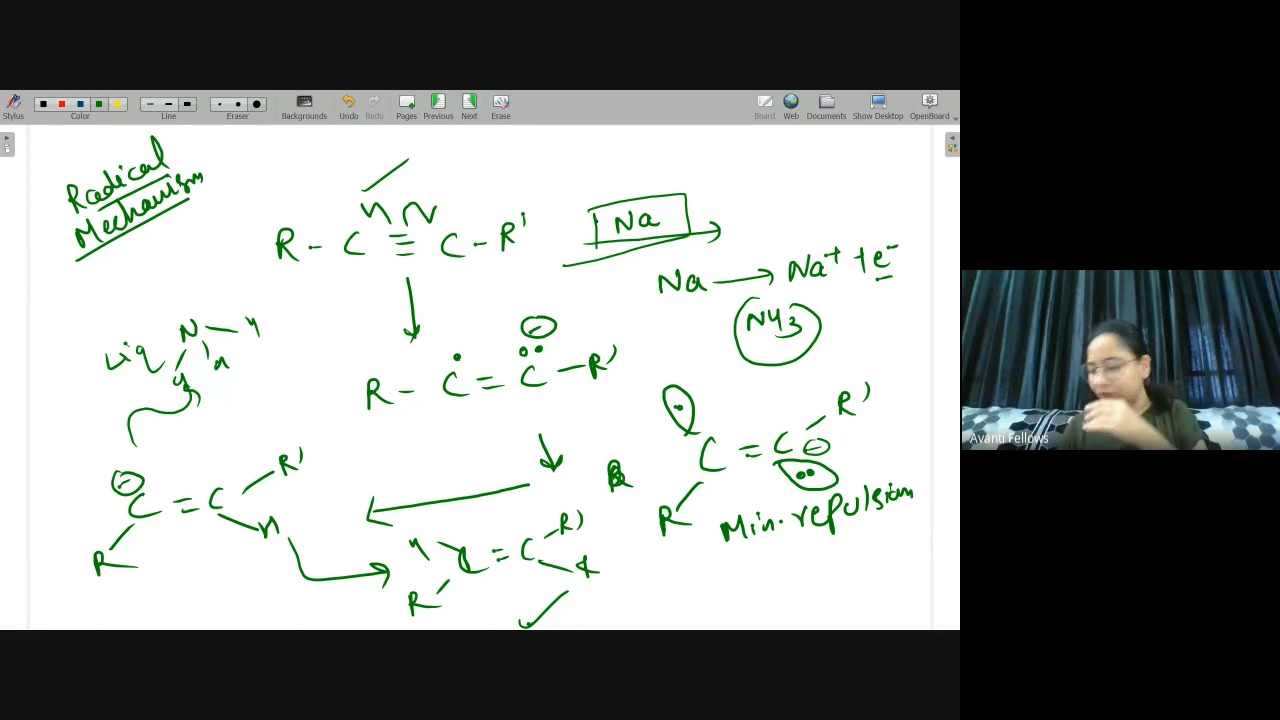 Stylus
Color
Line
Eraser
Backgrounds
Undo
Redo
Pages
Previous
Next
Erase
Board
Web
Documents
Show Desktop
OpenBoard
Radical
Mechanism
R - C ≡ C - R'
Na
Na → Na⁺ + e⁻
NH3
Liq N - H
H H
R - C = C - R'
⊖
C = C
R
R'
⊖
Min. repulsion
⊖
C = C
R
R'
H
H
C = C
R'
R
H
Avanti Fellows